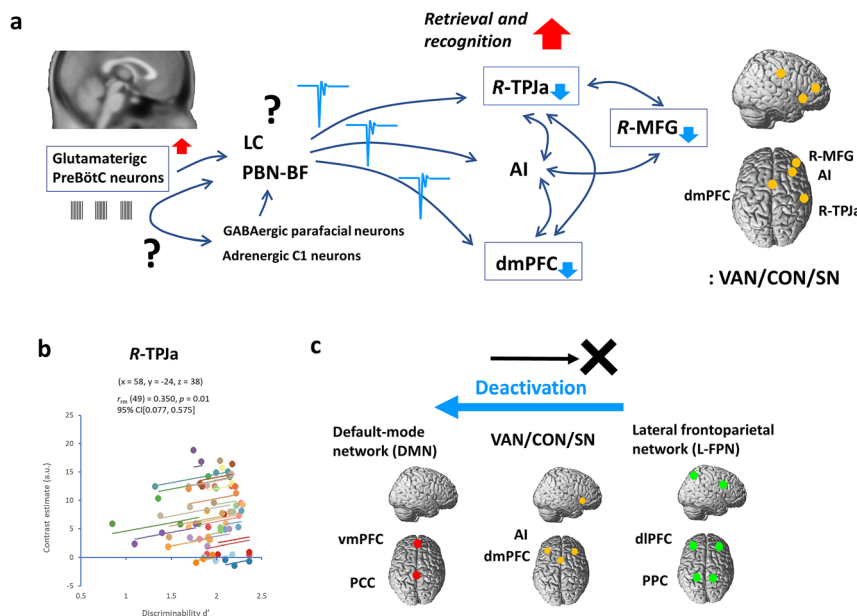 a
Retrieval and
recognition
R-TPJa
R-MFG
?
LC
PBN-BF
Glutamaterigc
PreBötC neurons
AI
R-MFG
AI
dmPFC
R-TPJa
GABAergic parafacial neurons
Adrenergic C1 neurons
?
dmPFC
: VAN/CON/SN
b
R-TPJa
(x = 58, y = -24, z = 38)
rrm (49) = 0.350, p = 0.01
95% CI[0.077, 0.575]
Contrast estimate (a.u.)
25
20
15
10
5
0
-5
0.5
1
1.5
2
2.5
Discriminability d'
c
Deactivation
Default-mode
network (DMN)
VAN/CON/SN
Lateral frontoparietal
network (L-FPN)
vmPFC
PCC
AI
dmPFC
dlPFC
PPC